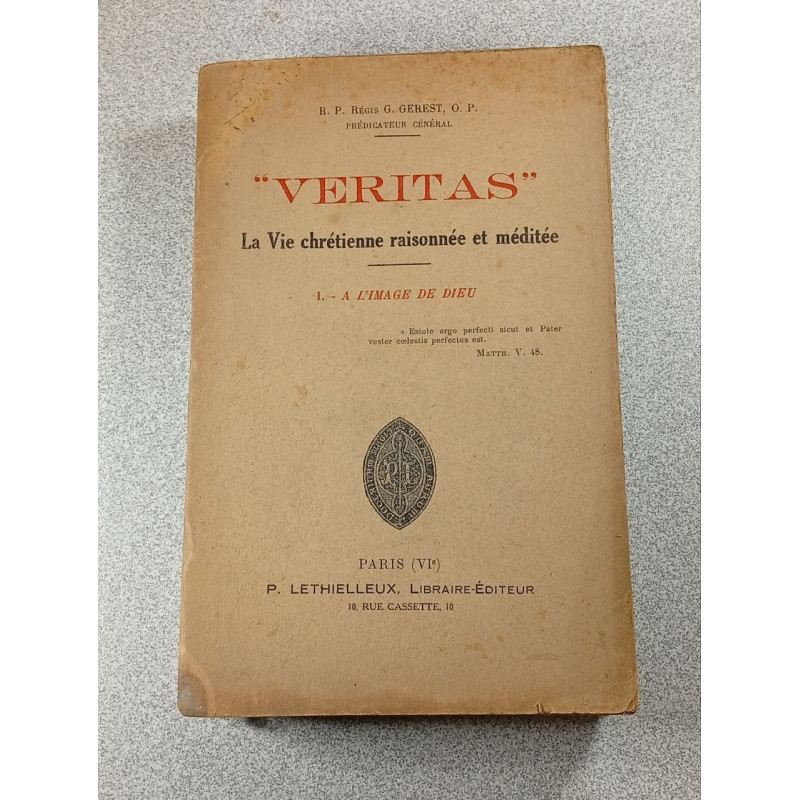 R. P. Régis G. GEREST, O. P.
PRÉDICATEUR GÉNÉRAL
"VERITAS"
La Vie chrétienne raisonnée et méditée
I. - A L'IMAGE DE DIEU
« Estote ergo perfecti sicut et Pater
vester cœlestis perfectus est.
MATTH. V. 48.
P. L.
PARIS (VIe)
P. LETHIELLEUX, LIBRAIRE-ÉDITEUR
10, RUE CASSETTE, 10